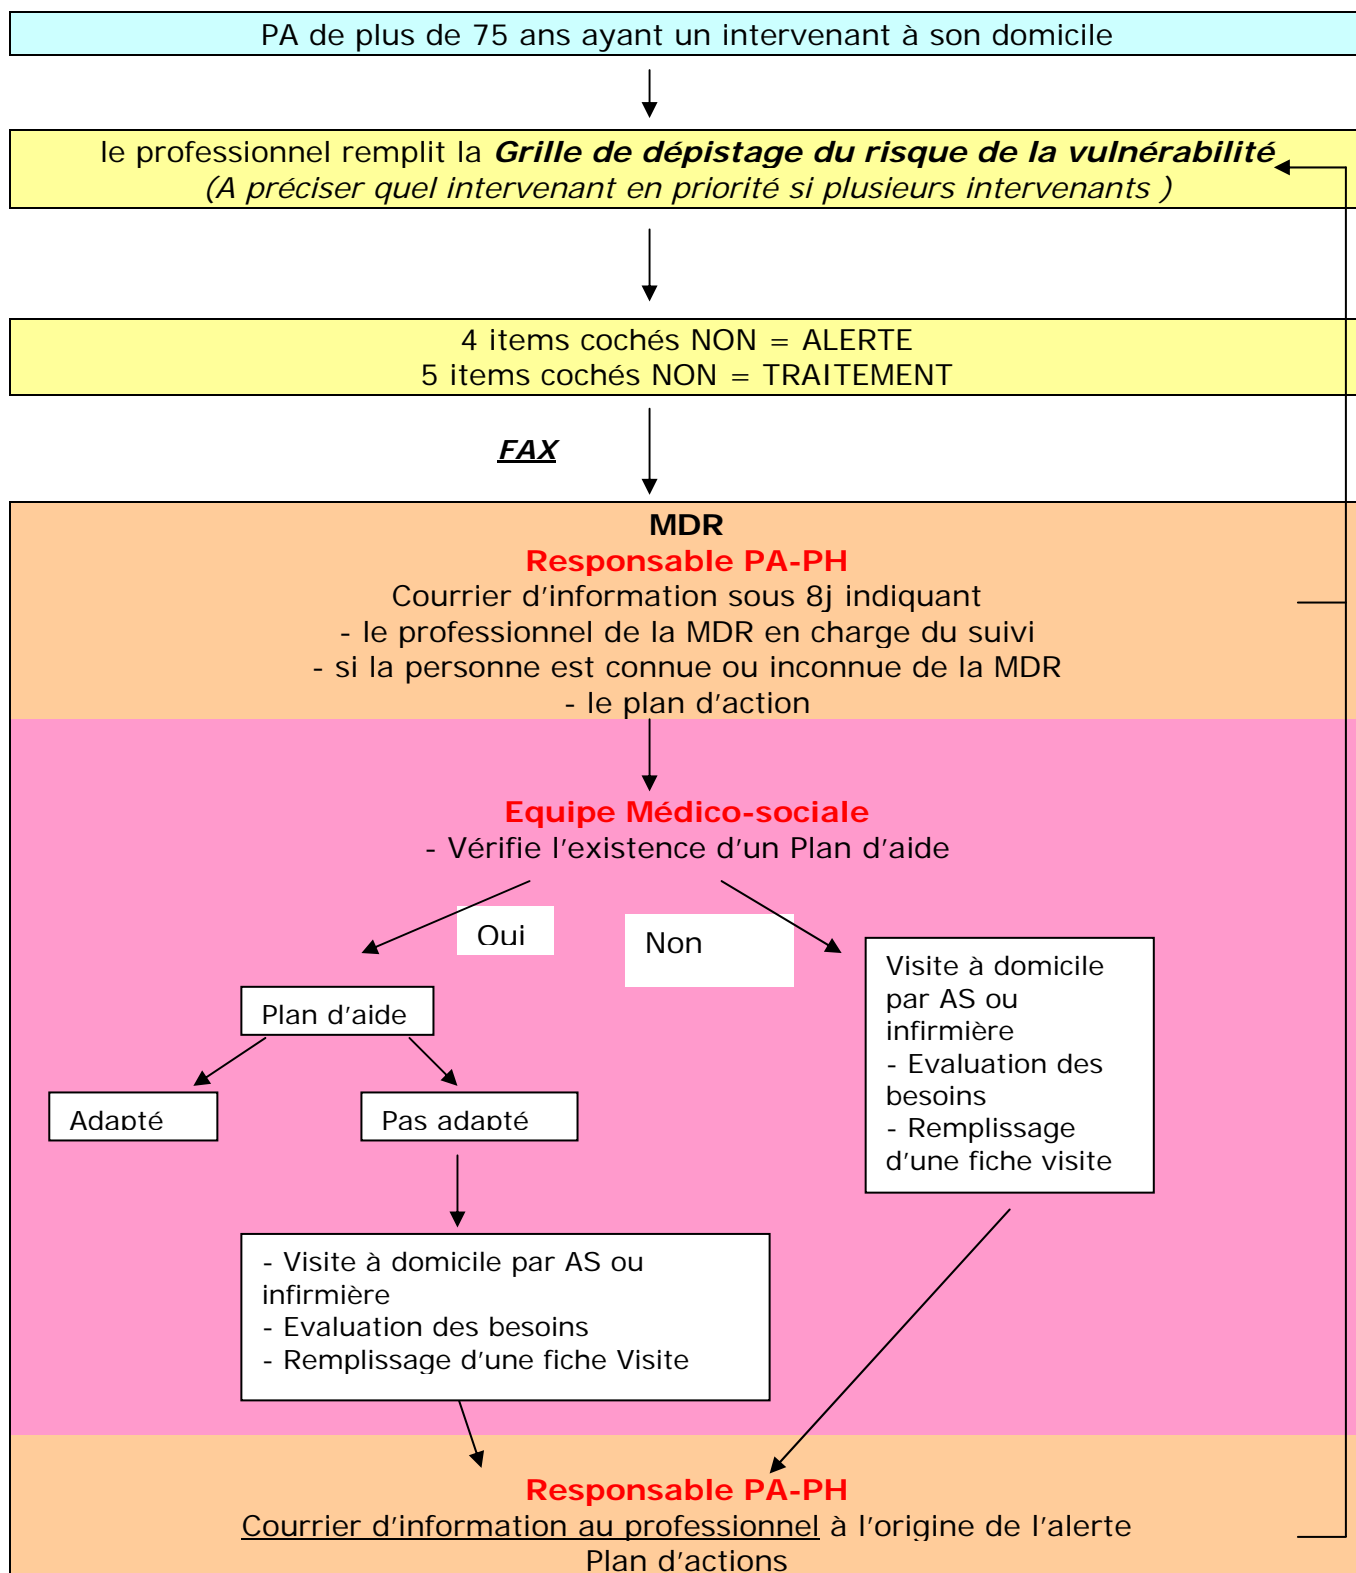 PA de plus de 75 ans ayant un intervenant à son domicile
le professionnel remplit la Grille de dépistage du risque de la vulnérabilité
(A préciser quel intervenant en priorité si plusieurs intervenants )
4 items cochés NON = ALERTE
5 items cochés NON = TRAITEMENT
FAX
MDR
Responsable PA-PH
Courrier d'information sous 8j indiquant
- le professionnel de la MDR en charge du suivi
- si la personne est connue ou inconnue de la MDR
- le plan d'action
Equipe Médico-sociale
- Vérifie l'existence d'un Plan d'aide
Oui
Non
Plan d'aide
Adapté
Pas adapté
Visite à domicile
par AS ou
infirmière
- Evaluation des
besoins
- Remplissage
d'une fiche visite
- Visite à domicile par AS ou
infirmière
- Evaluation des besoins
- Remplissage d'une fiche Visite
Responsable PA-PH
Courrier d'information au professionnel à l'origine de l'alerte
Plan d'actions